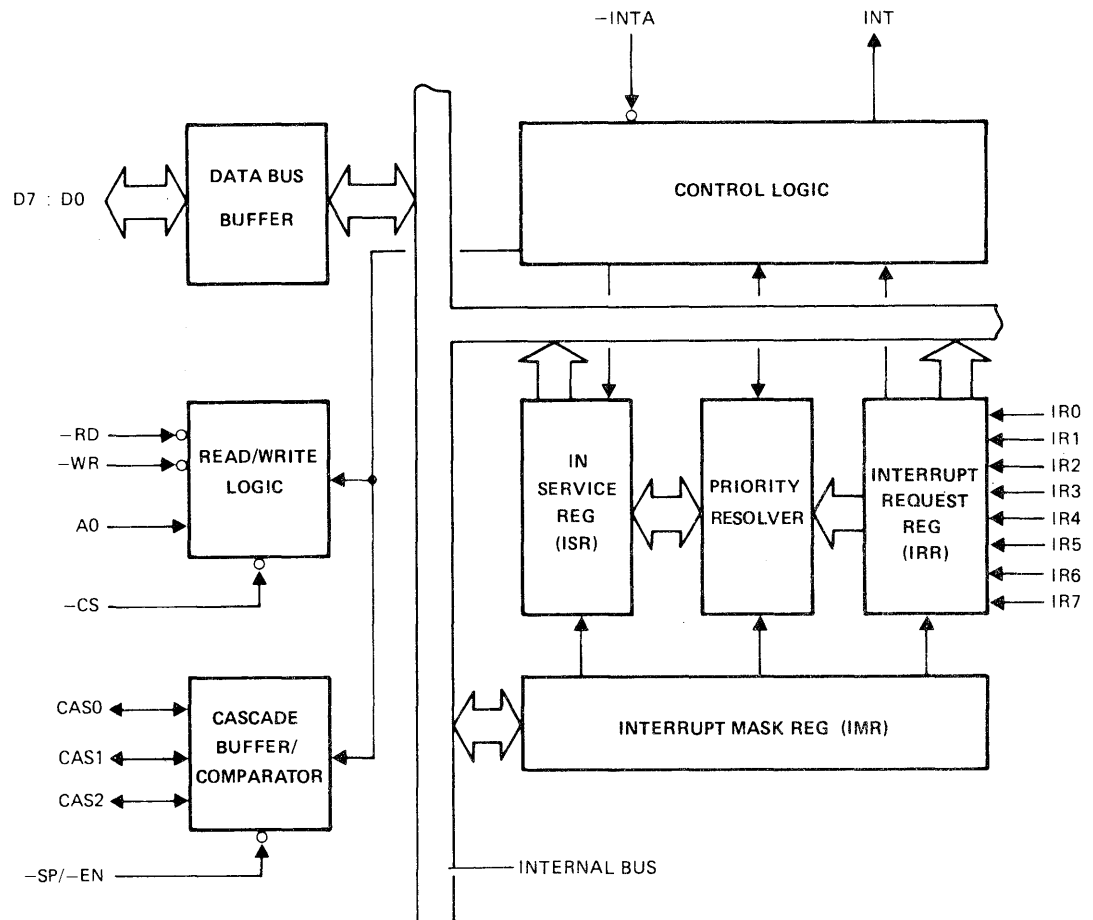 −INTA
INT
DATA BUS
BUFFER
D7 : D0
CONTROL LOGIC
−RD
−WR
A0
−CS
READ/WRITE
LOGIC
IN
SERVICE
REG
(ISR)
PRIORITY
RESOLVER
INTERRUPT
REQUEST
REG
(IRR)
IR0
IR1
IR2
IR3
IR4
IR5
IR6
IR7
CAS0
CAS1
CAS2
CASCADE
BUFFER/
COMPARATOR
INTERRUPT MASK REG (IMR)
−SP/−EN
INTERNAL BUS